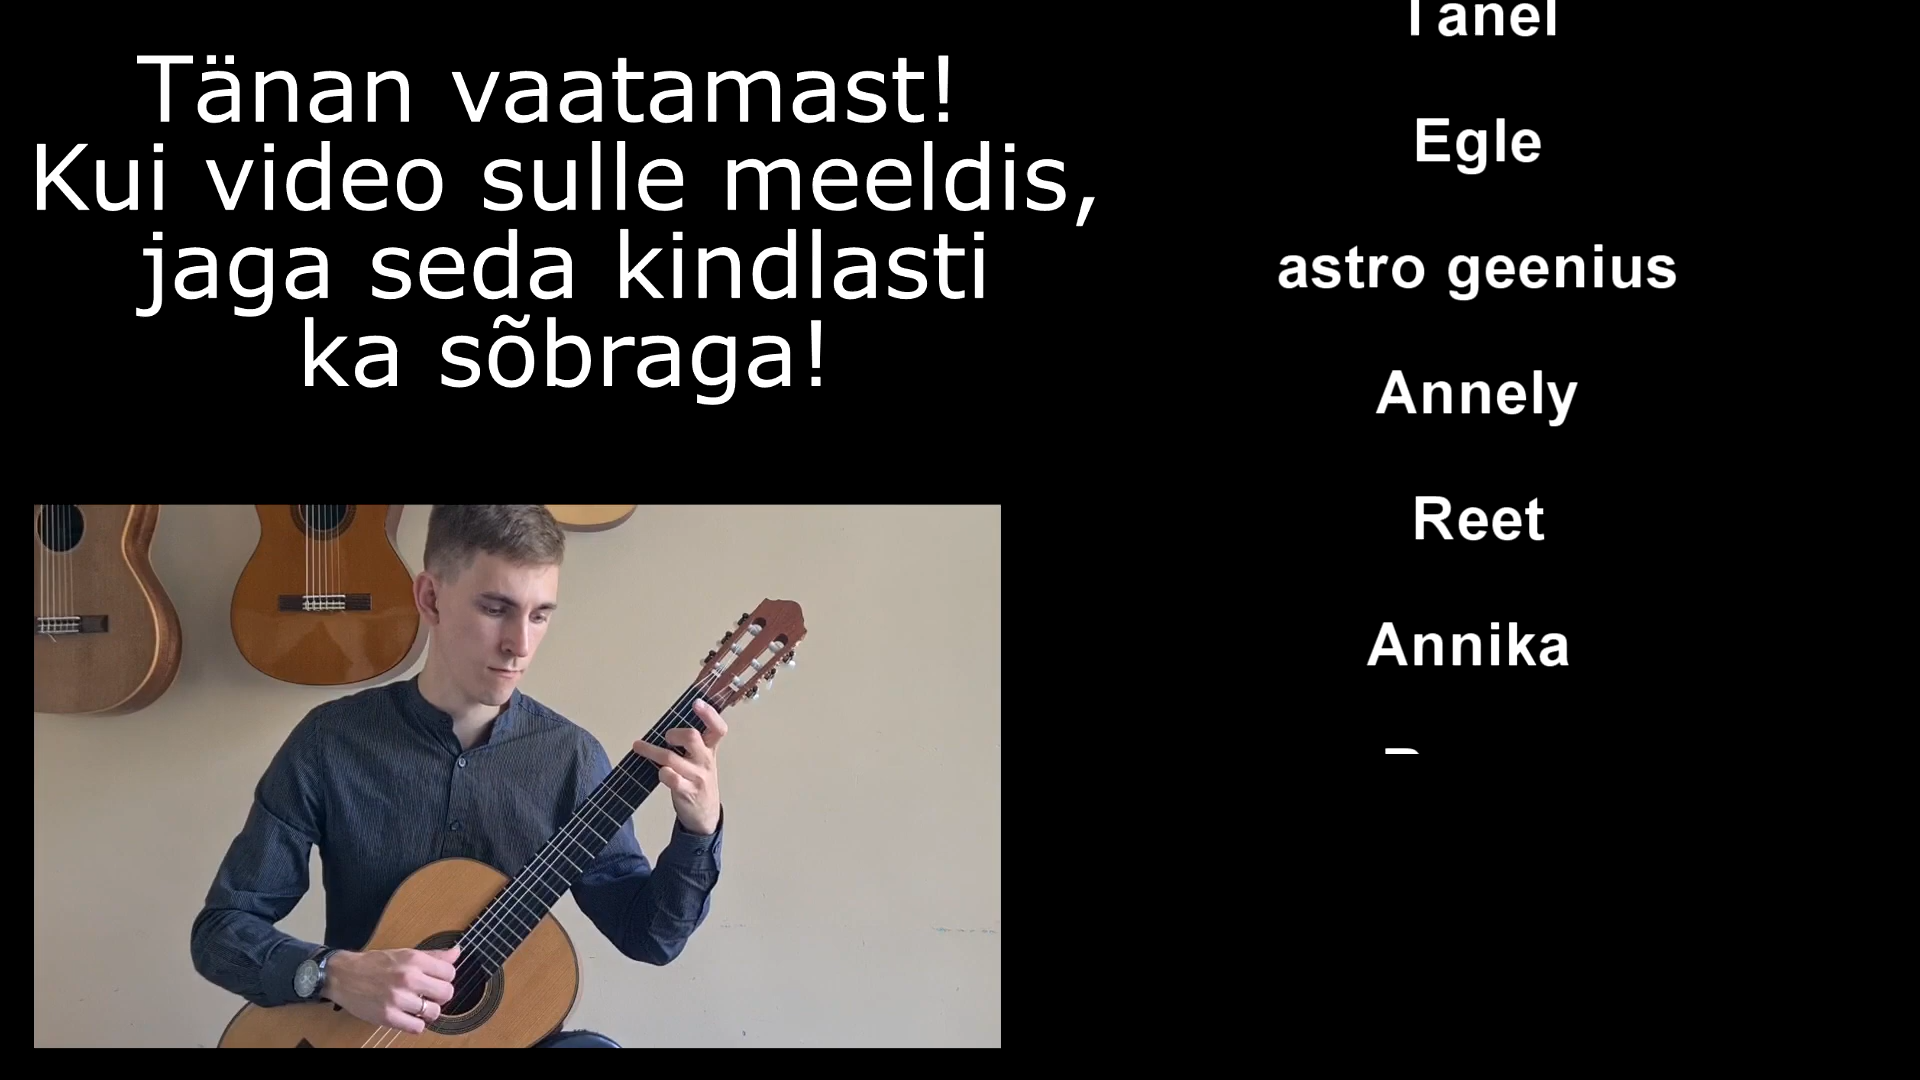 Tänan vaatamast!
Kui video sulle meeldis,
jaga seda kindlasti
ka sõbraga!
Tanel
Egle
astro geenius
Annely
Reet
Annika